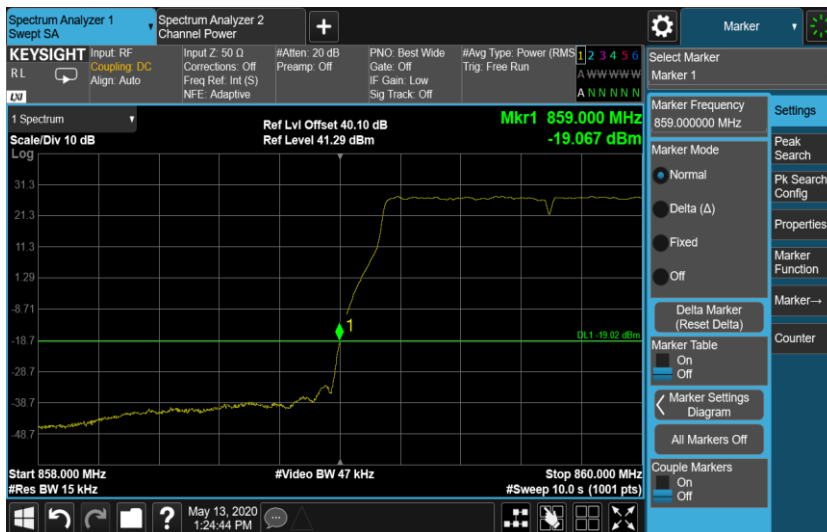 Spectrum Analyzer 1
Swept SA
Spectrum Analyzer 2
Channel Power
Marker
KEYSIGHT
R L
LXI
Input: RF
Coupling: DC
Align: Auto
Input Z: 50 Ω
Corrections: Off
Freq Ref: Int (S)
NFE: Adaptive
#Atten: 20 dB
Preamp: Off
PNO: Best Wide
Gate: Off
IF Gain: Low
Sig Track: Off
#Avg Type: Power (RMS
Trig: Free Run
1 2 3 4 5 6
A W W W W W
A N N N N N
Select Marker
Marker 1
1 Spectrum
Scale/Div 10 dB
Log
Ref Lvl Offset 40.10 dB
Ref Level 41.29 dBm
Mkr1 859.000 MHz
-19.067 dBm
31.3
21.3
11.3
1.29
-8.71
-18.7
-28.7
-38.7
-48.7
1
DL1 -19.02 dBm
Start 858.000 MHz
#Res BW 15 kHz
#Video BW 47 kHz
Stop 860.000 MHz
#Sweep 10.0 s (1001 pts)
Marker Frequency
859.000000 MHz
Marker Mode
Normal
Delta (Δ)
Fixed
Off
Delta Marker
(Reset Delta)
Marker Table
On
Off
Marker Settings
Diagram
All Markers Off
Couple Markers
On
Off
Settings
Peak
Search
Pk Search
Config
Properties
Marker
Function
Marker→
Counter
?
May 13, 2020
1:24:44 PM